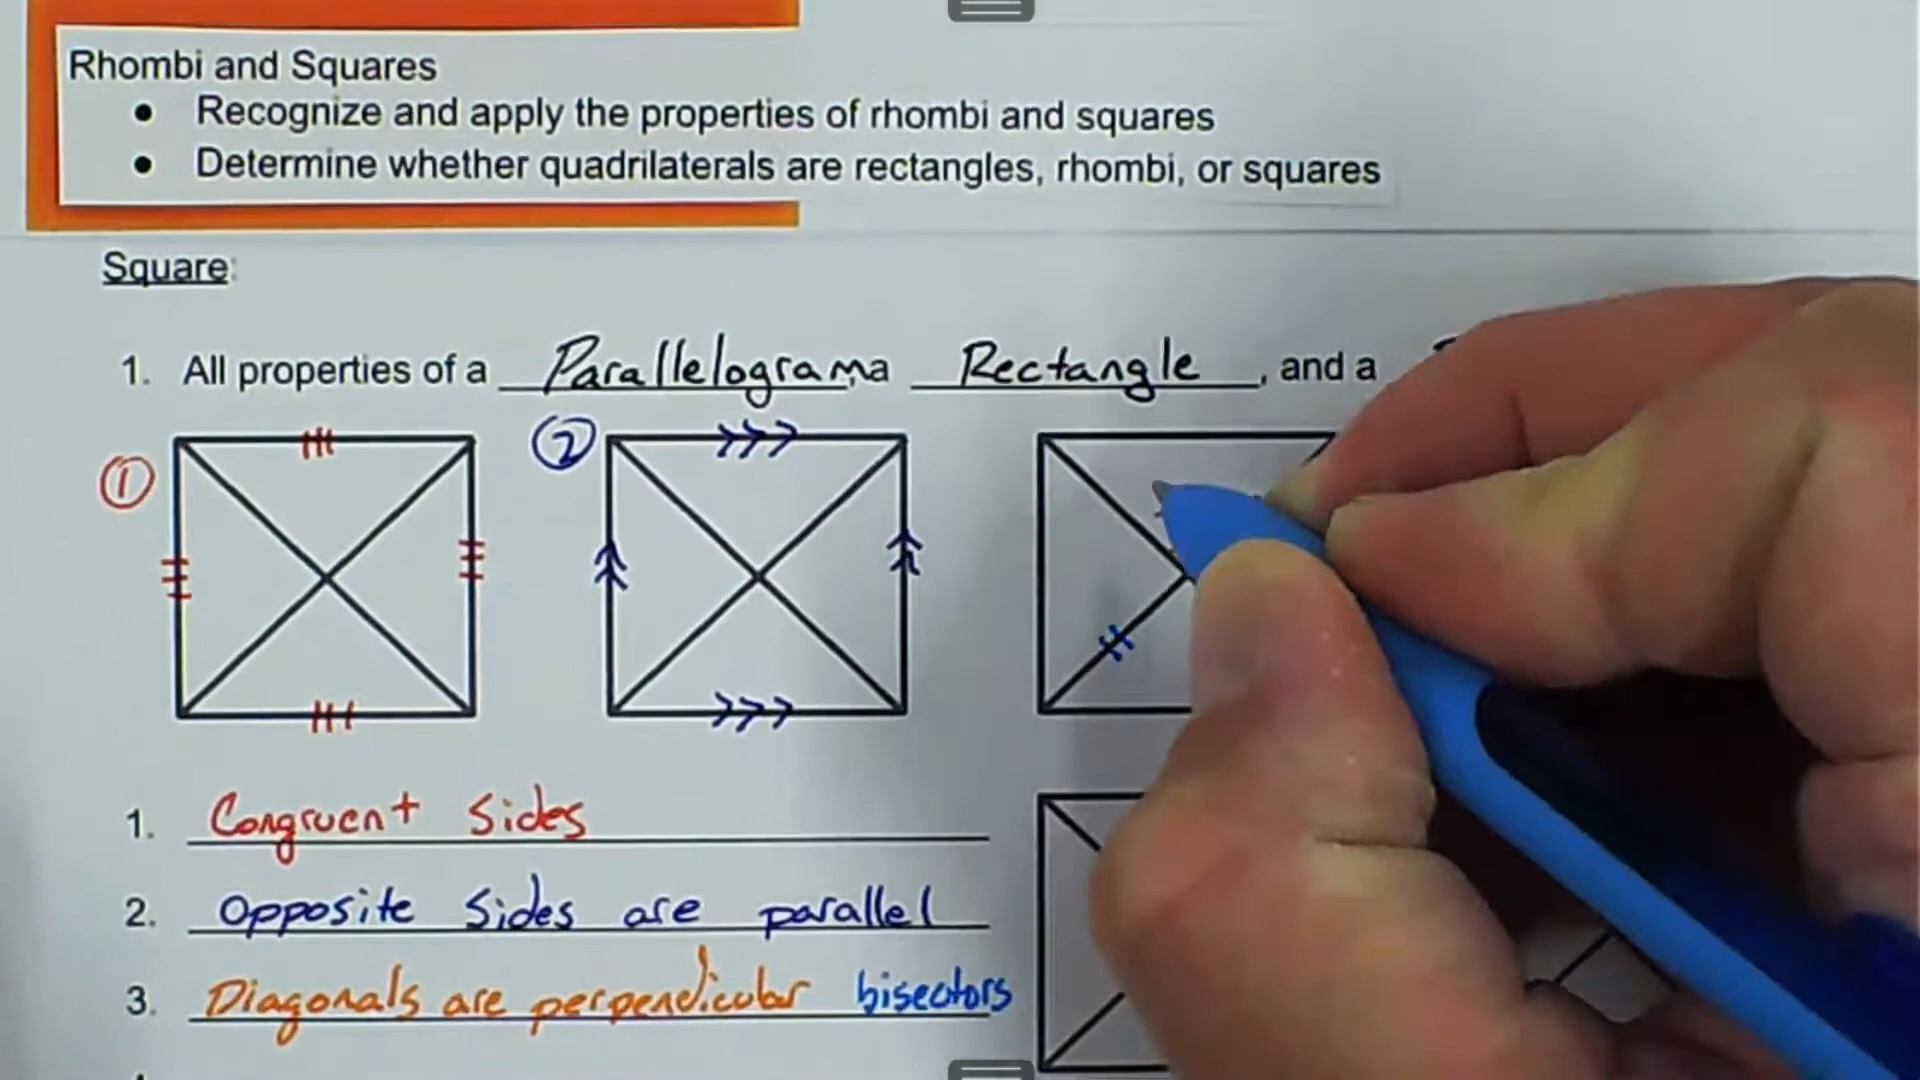 Rhombi and Squares
● Recognize and apply the properties of rhombi and squares
● Determine whether quadrilaterals are rectangles, rhombi, or squares
Square:
1. All properties of a Parallelogram, a Rectangle, and a
① ②
1. Congruent sides
2. Opposite sides are parallel
3. Diagonals are perpendicular bisectors